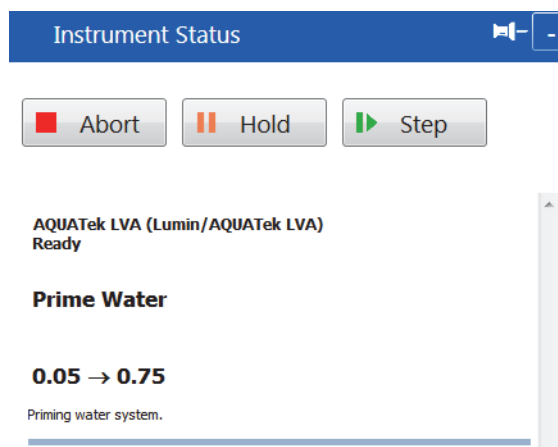 Instrument Status
Abort Hold Step
AQUATek LVA (Lumin/AQUATek LVA)
Ready
Prime Water
0.05 → 0.75
Priming water system.